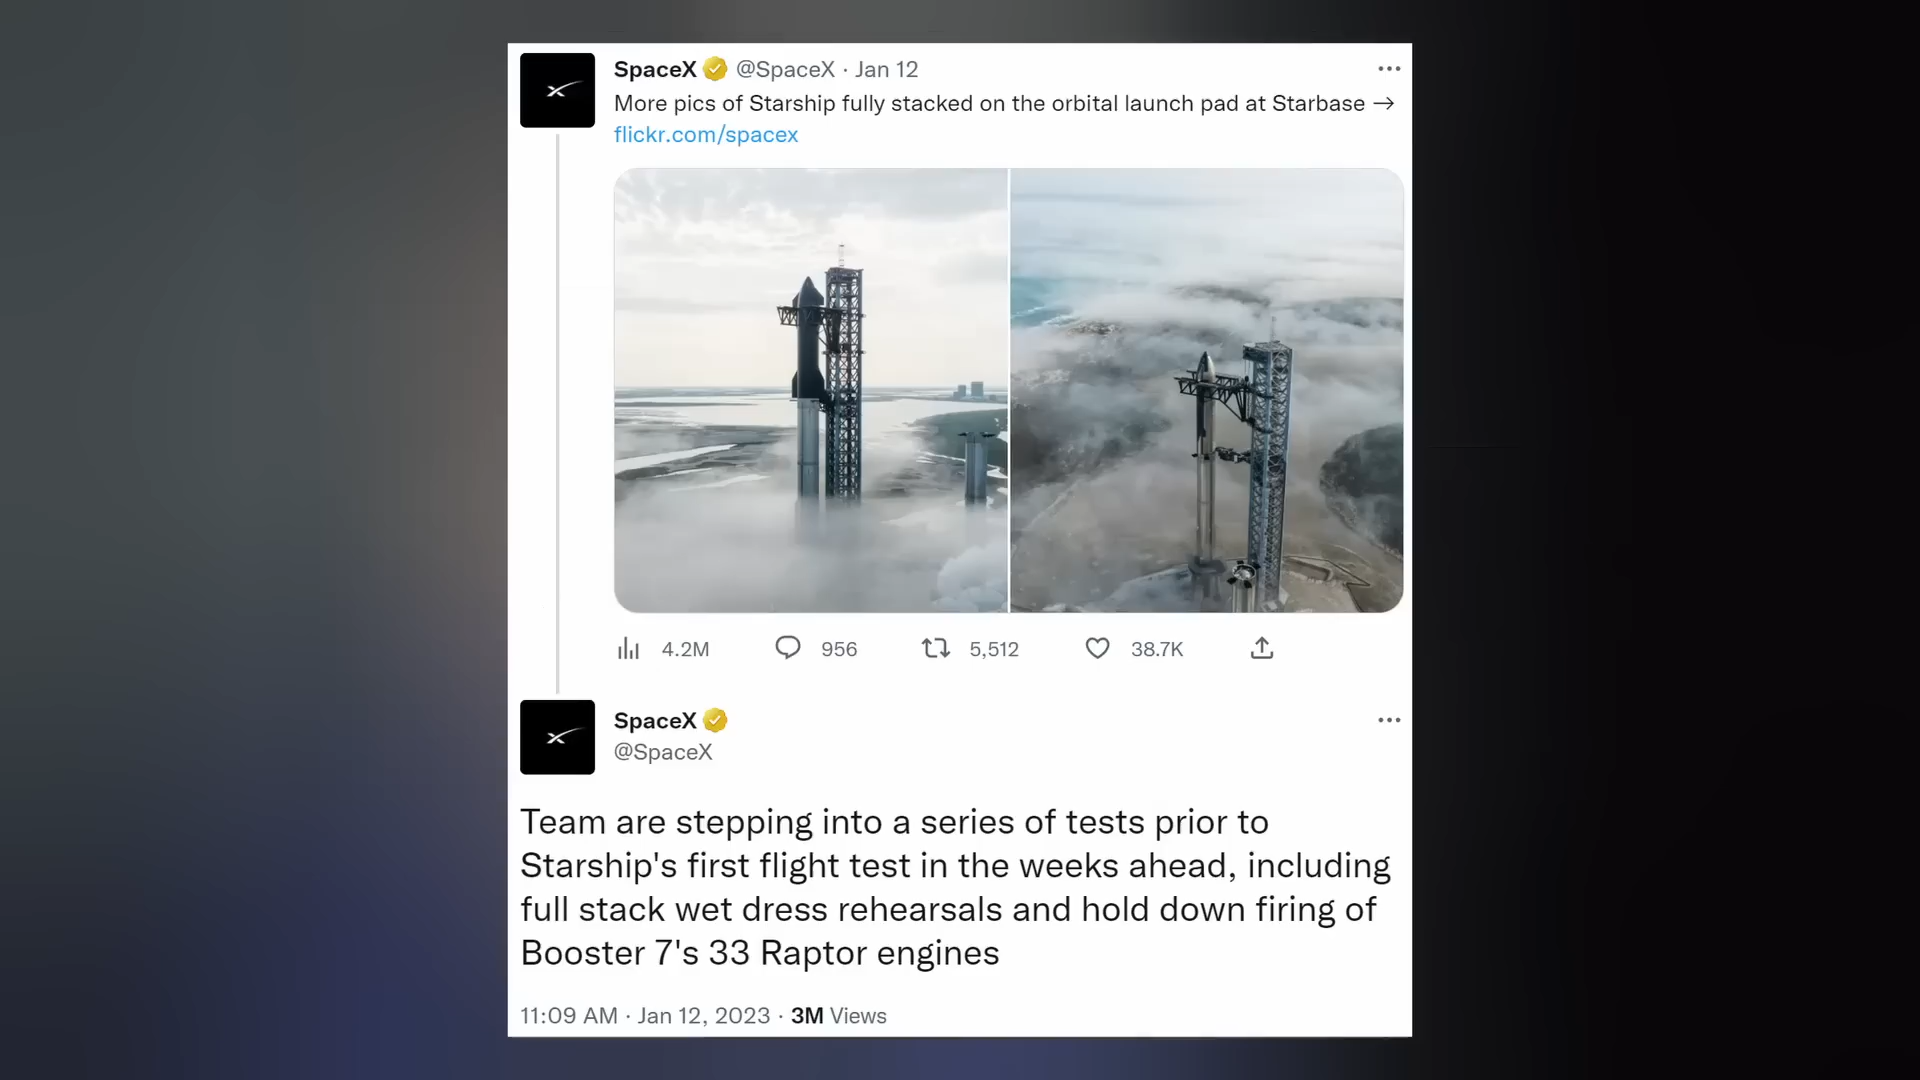 SpaceX @SpaceX · Jan 12
More pics of Starship fully stacked on the orbital launch pad at Starbase →
flickr.com/spacex
4.2M 956 5,512 38.7K
SpaceX
@SpaceX
Team are stepping into a series of tests prior to
Starship's first flight test in the weeks ahead, including
full stack wet dress rehearsals and hold down firing of
Booster 7's 33 Raptor engines
11:09 AM · Jan 12, 2023 · 3M Views